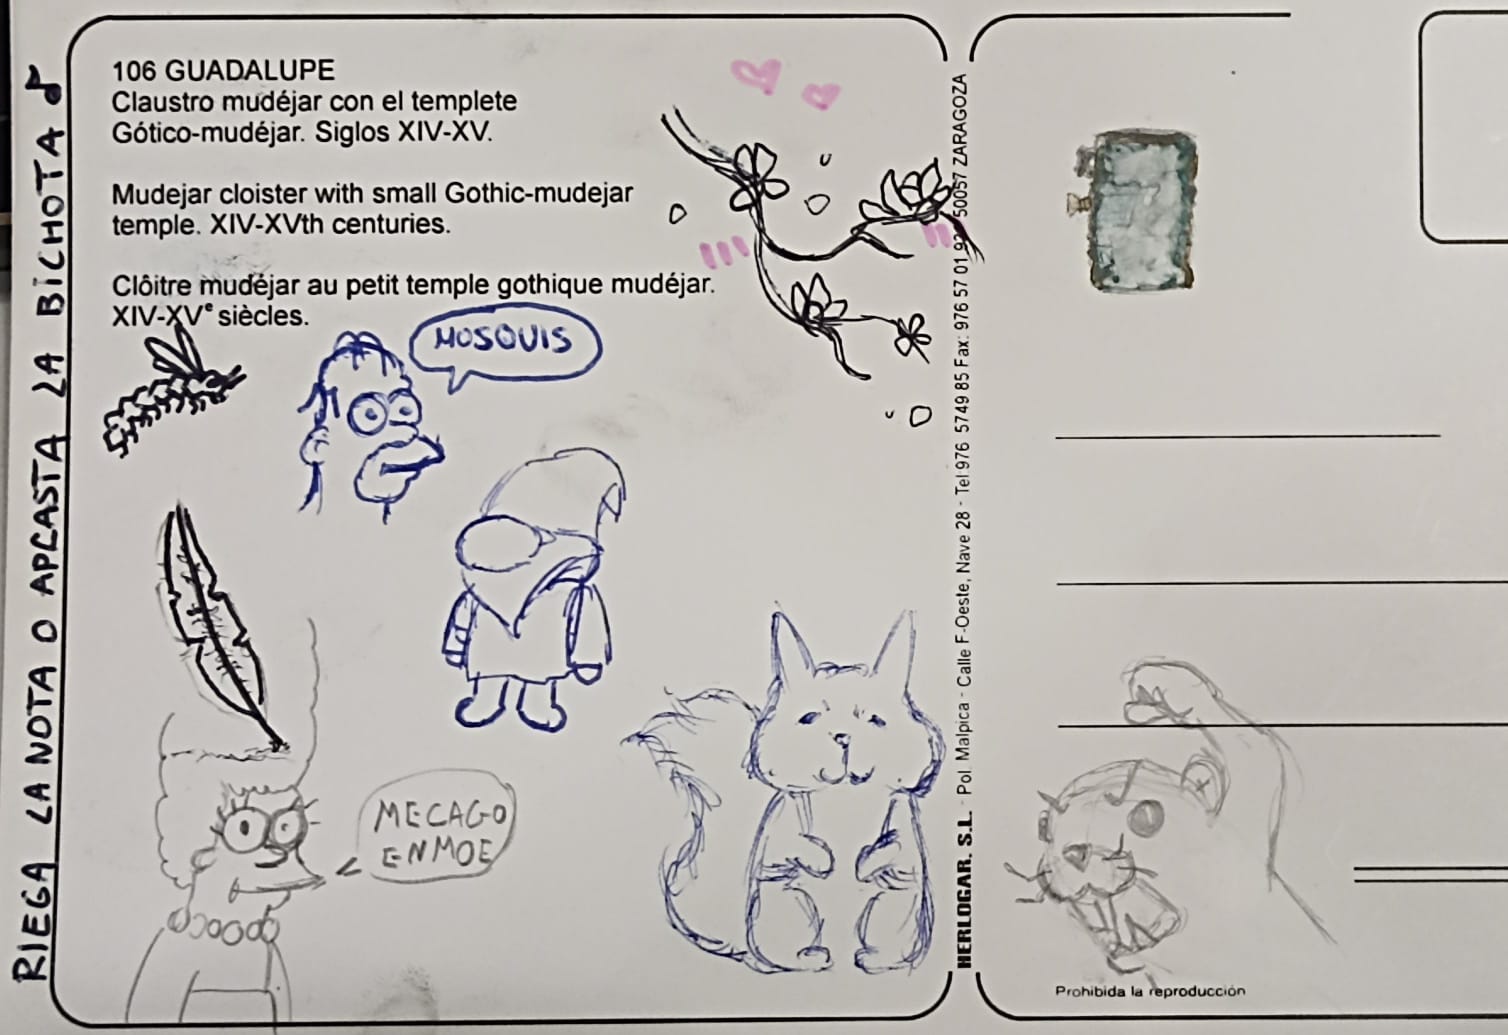 RIEGA LA NOTA O APLASTA LA BICHOTA
106 GUADALUPE
Claustro mudéjar con el templete
Gótico-mudéjar. Siglos XIV-XV.
Mudejar cloister with small Gothic-mudejar
temple. XIV-XVth centuries.
Clôitre mudéjar au petit temple gothique mudéjar.
XIV-XVe siècles.
MOSQUIS
MECAGO
EN MOE
HERLOGAR. S.L. - Pol. Malpica - Calle F-Oeste, Nave 28 - Tel 976 5749 85 Fax: 976 57 01 50057 ZARAGOZA
Prohibida la reproducción